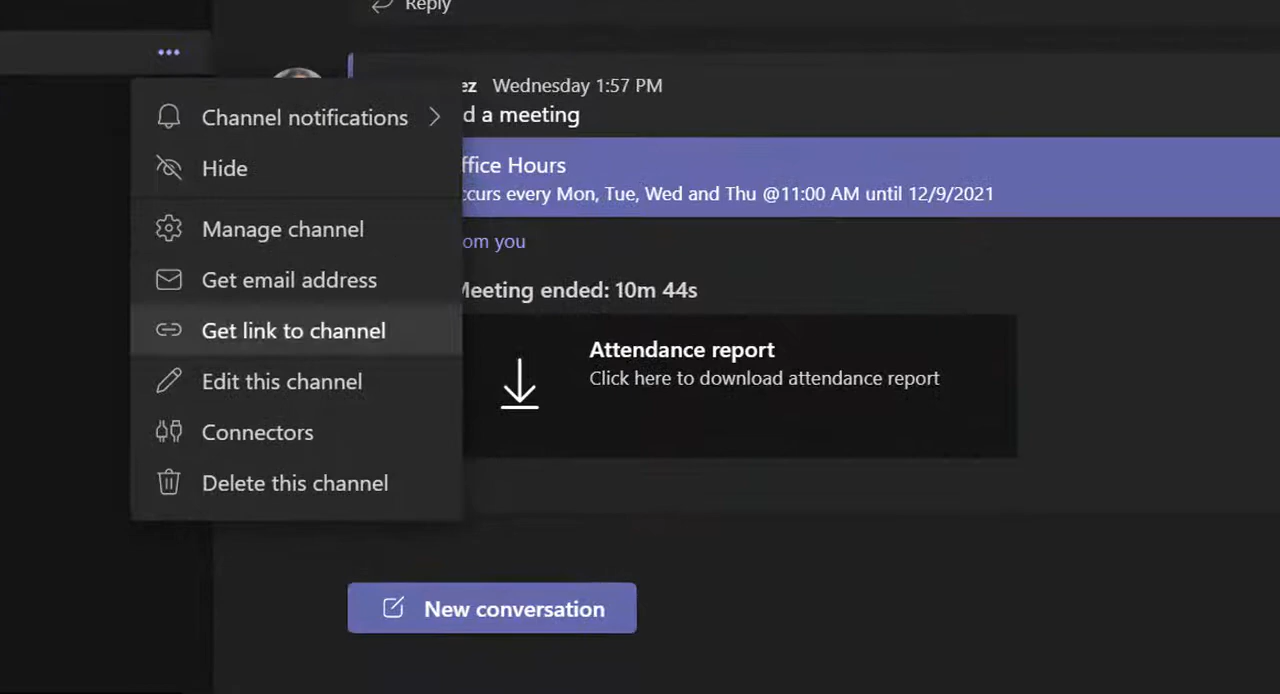 Reply
Channel notifications
Hide
Manage channel
Get email address
Get link to channel
Edit this channel
Connectors
Delete this channel
ez Wednesday 1:57 PM
d a meeting
ffice Hours
ccurs every Mon, Tue, Wed and Thu @11:00 AM until 12/9/2021
om you
Meeting ended: 10m 44s
Attendance report
Click here to download attendance report
New conversation